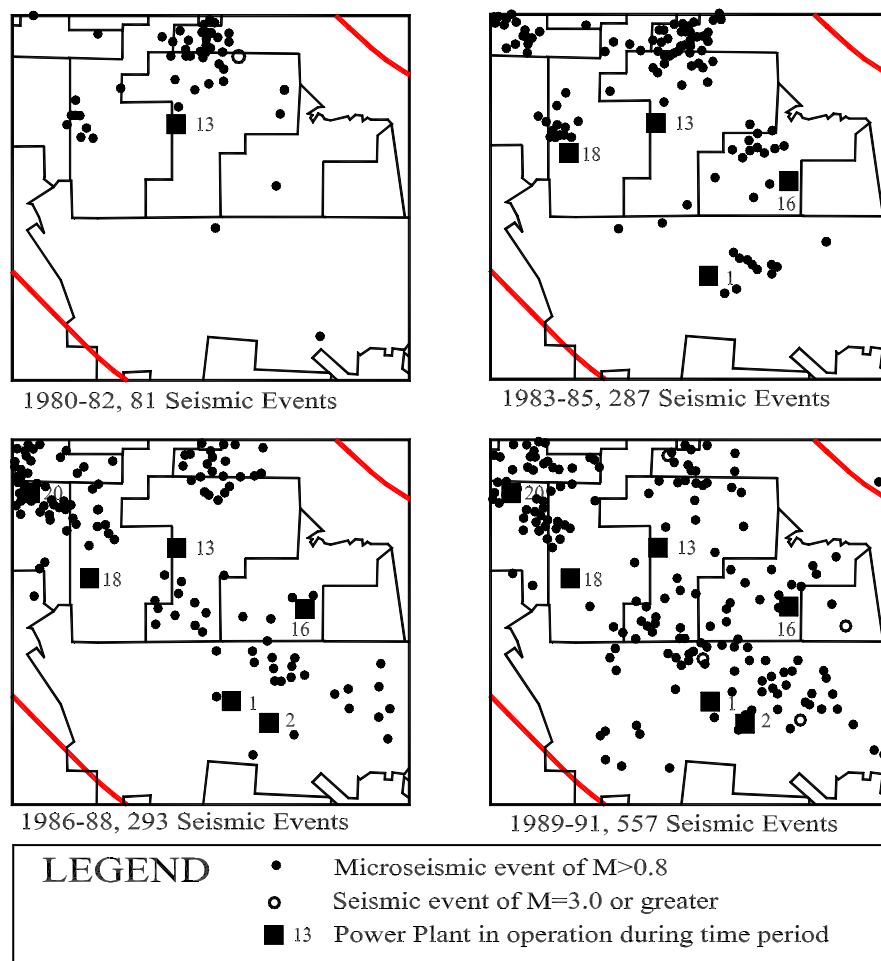 13
1980-82, 81 Seismic Events
13
18
16
1
1983-85, 287 Seismic Events
20
13
18
16
1
2
1986-88, 293 Seismic Events
20
13
18
16
1
2
1989-91, 557 Seismic Events
LEGEND
Microseismic event of M>0.8
Seismic event of M=3.0 or greater
13 Power Plant in operation during time period